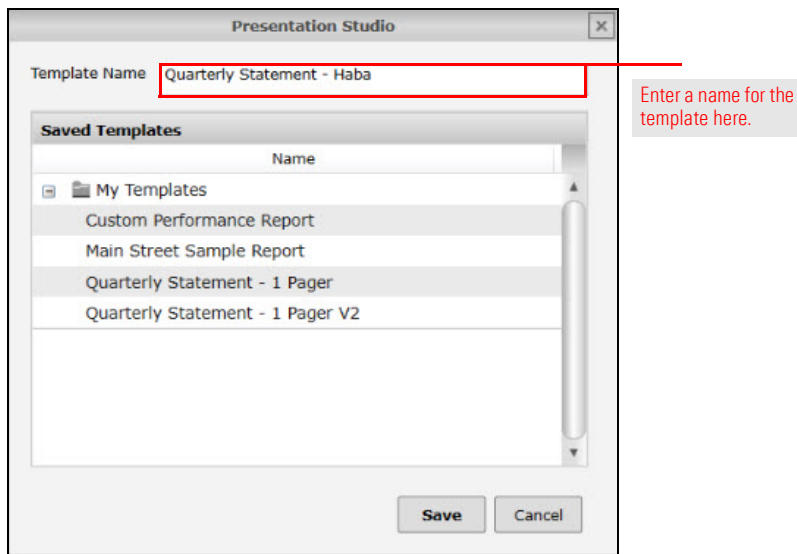 Presentation Studio
Template Name Quarterly Statement - Haba
Enter a name for the
template here.
Saved Templates
Name
My Templates
Custom Performance Report
Main Street Sample Report
Quarterly Statement - 1 Pager
Quarterly Statement - 1 Pager V2
Save Cancel